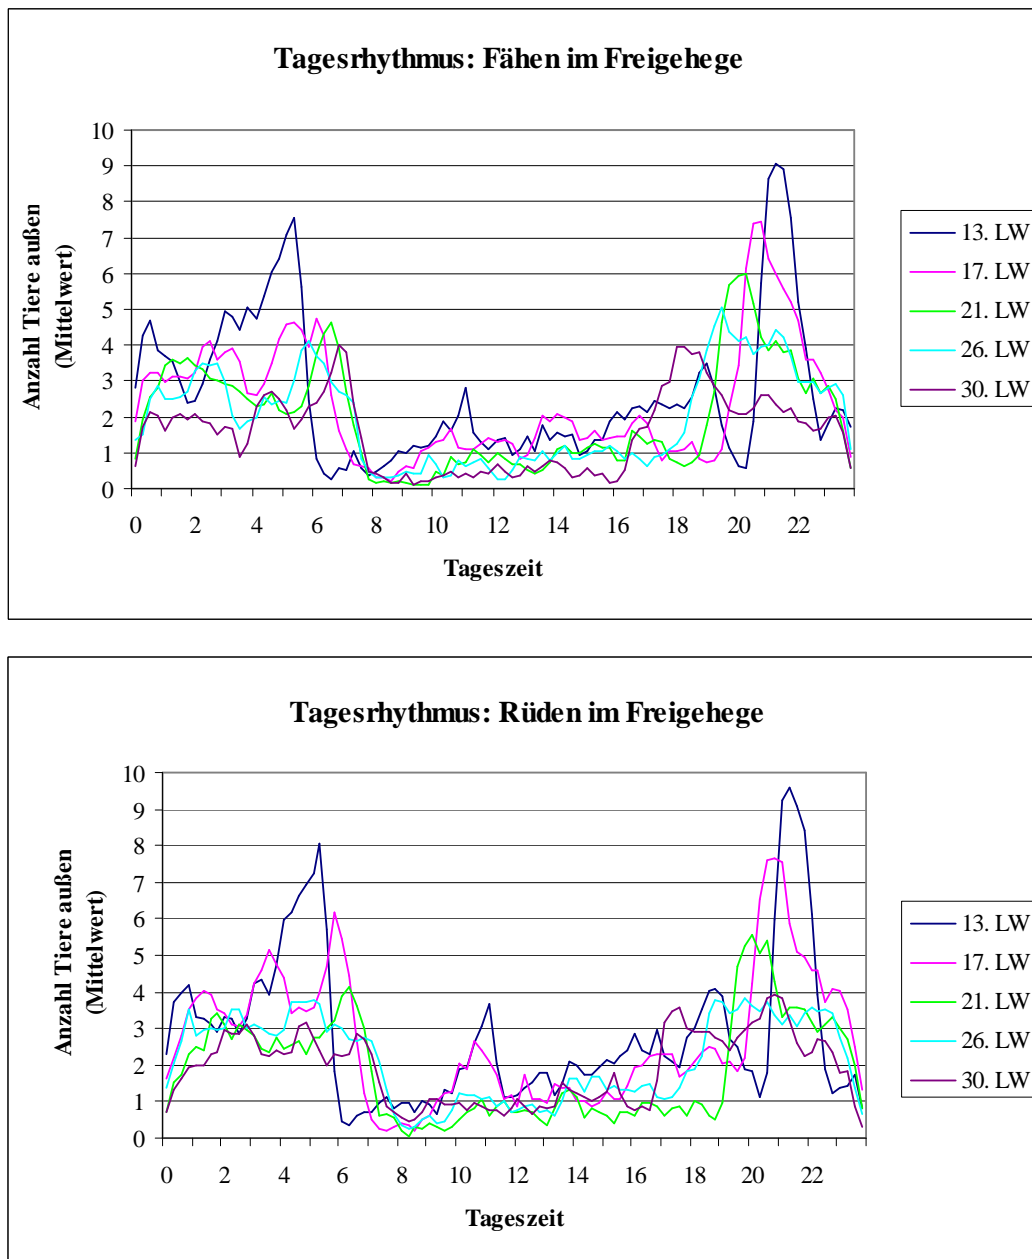 Tagesrhythmus: Fähen im Freigehege
10
9
8
7
6
5
4
3
2
1
0
Anzahl Tiere außen
(Mittelwert)
0 2 4 6 8 10 12 14 16 18 20 22
Tageszeit
13. LW
17. LW
21. LW
26. LW
30. LW
Tagesrhythmus: Rüden im Freigehege
10
9
8
7
6
5
4
3
2
1
0
Anzahl Tiere außen
(Mittelwert)
0 2 4 6 8 10 12 14 16 18 20 22
Tageszeit
13. LW
17. LW
21. LW
26. LW
30. LW